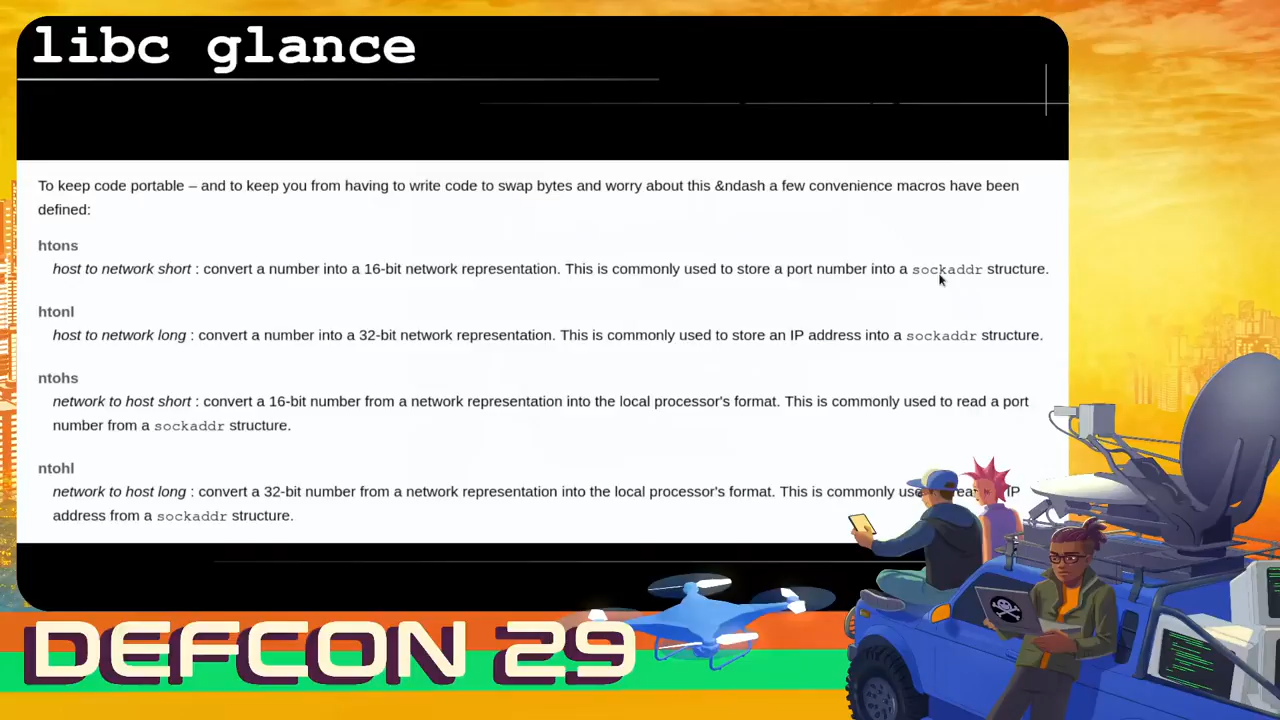 libc glance
To keep code portable – and to keep you from having to write code to swap bytes and worry about this &ndash a few convenience macros have been
defined:
htons
host to network short : convert a number into a 16-bit network representation. This is commonly used to store a port number into a sockaddr structure.
htonl
host to network long : convert a number into a 32-bit network representation. This is commonly used to store an IP address into a sockaddr structure.
ntohs
network to host short : convert a 16-bit number from a network representation into the local processor's format. This is commonly used to read a port
number from a sockaddr structure.
ntohl
network to host long : convert a 32-bit number from a network representation into the local processor's format. This is commonly IP
address from a sockaddr structure.
DEFCON 29